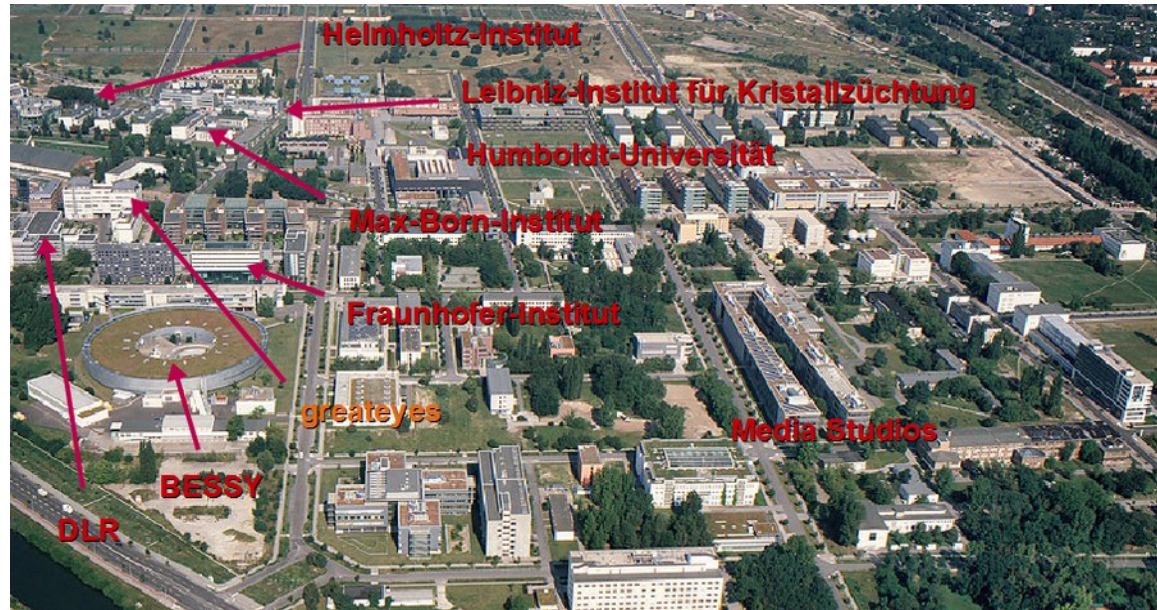 Helmholtz-Institut
Leibniz-Institut für Kristallzüchtung
Humboldt-Universität
Max-Born-Institut
Fraunhofer-Institut
greateyes
Media Studios
BESSY
DLR